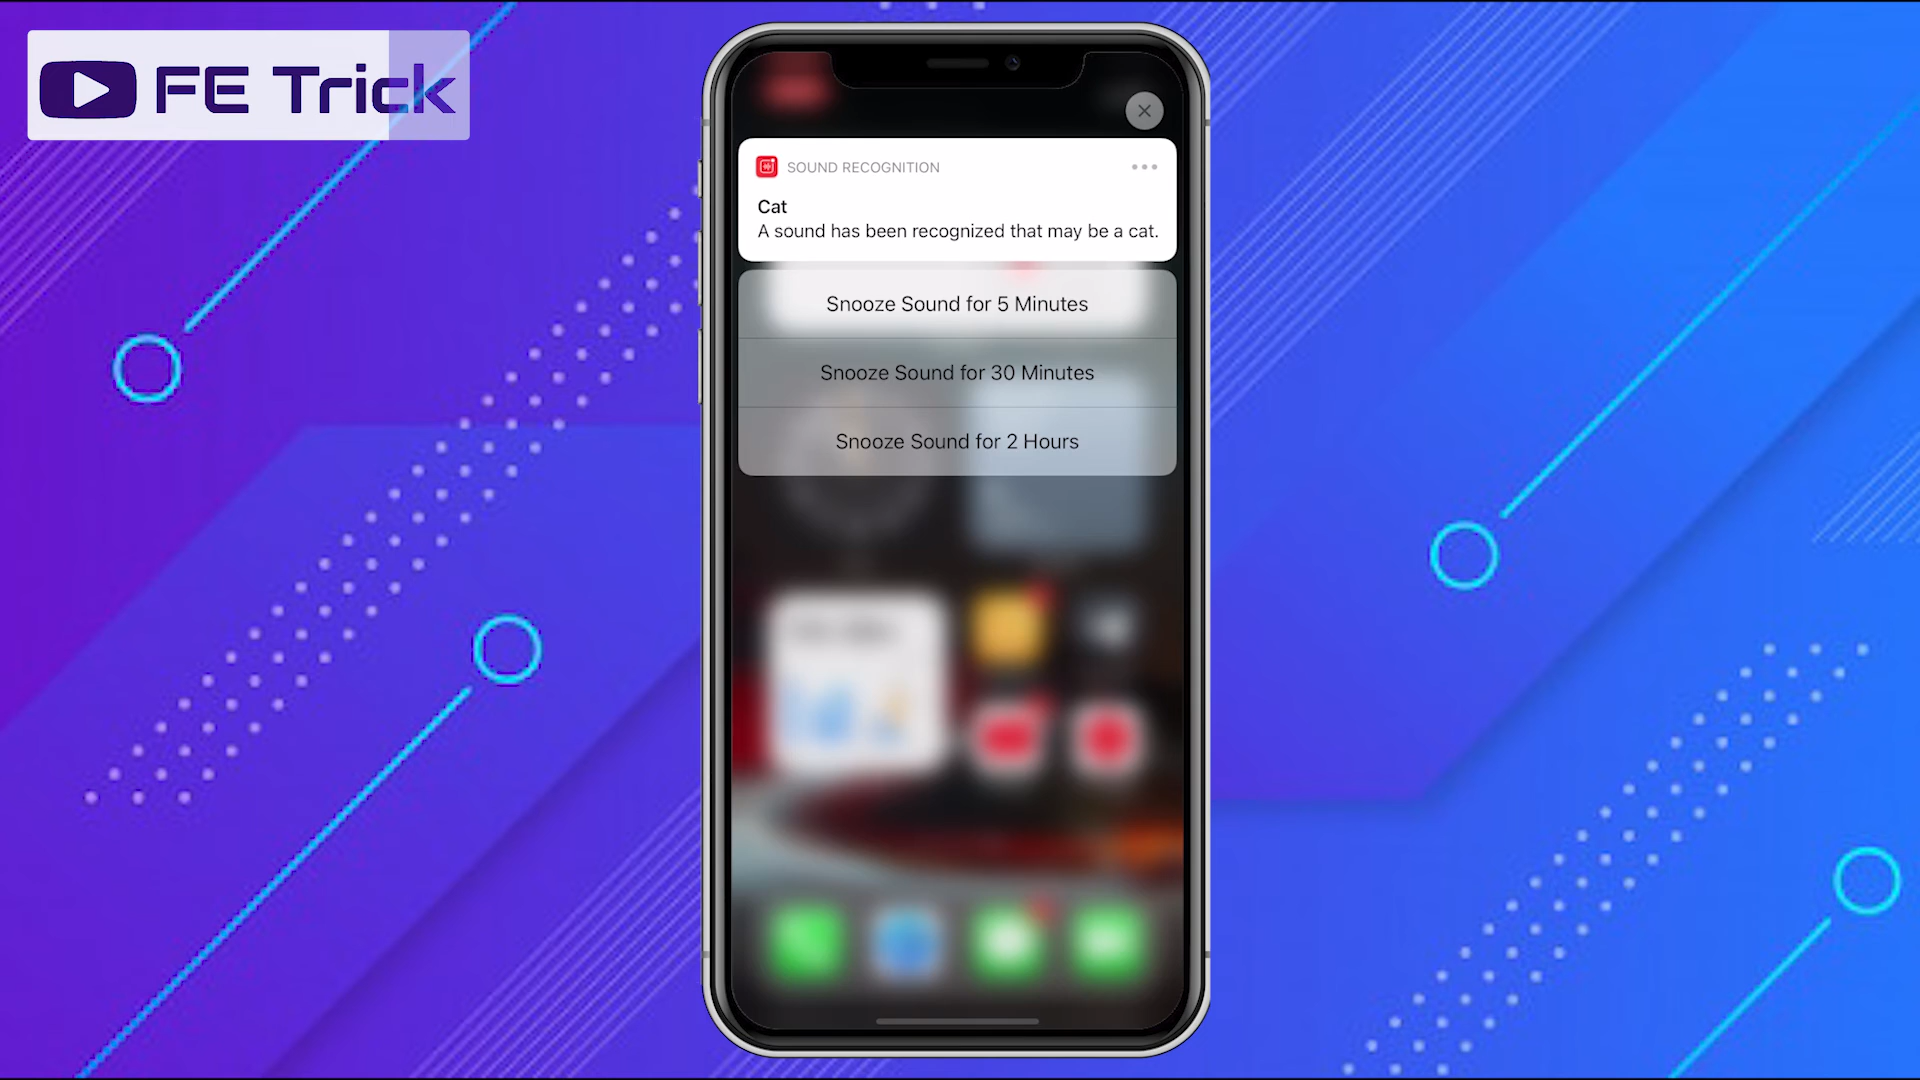 FE Trick
SOUND RECOGNITION
Cat
A sound has been recognized that may be a cat.
Snooze Sound for 5 Minutes
Snooze Sound for 30 Minutes
Snooze Sound for 2 Hours